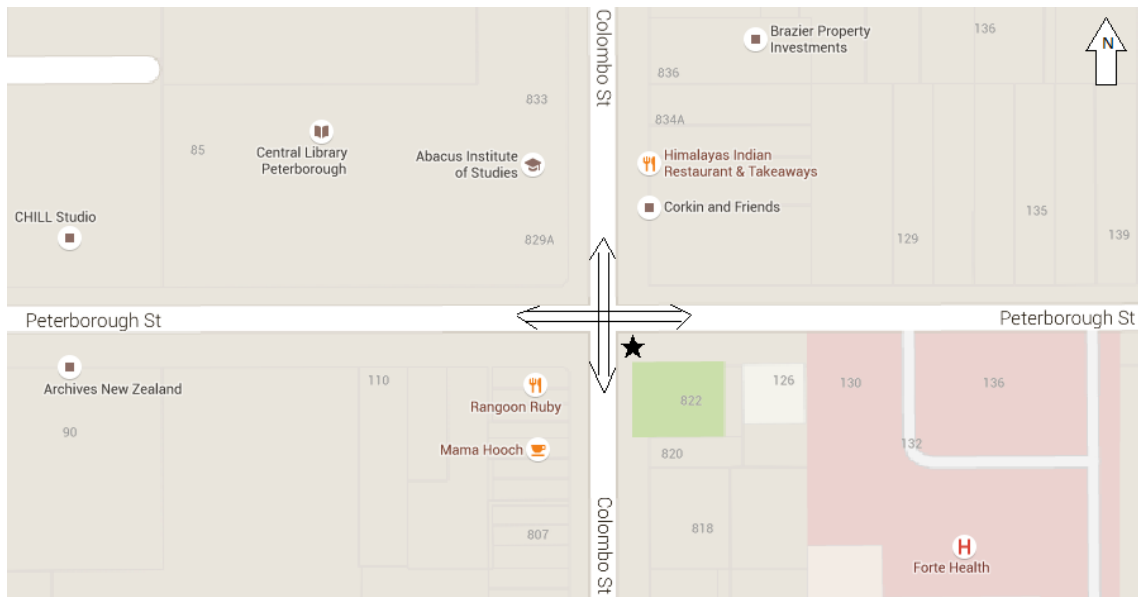 Colombo St
Brazier Property
Investments
136
N
836
833
834A
85
Central Library
Peterborough
Abacus Institute
of Studies
Himalayas Indian
Restaurant & Takeaways
CHILL Studio
Corkin and Friends
135
829A
129
139
Peterborough St
Peterborough St
Archives New Zealand
110
Rangoon Ruby
822
126
130
136
90
Mama Hooch
820
132
Colombo St
807
818
H
Forte Health